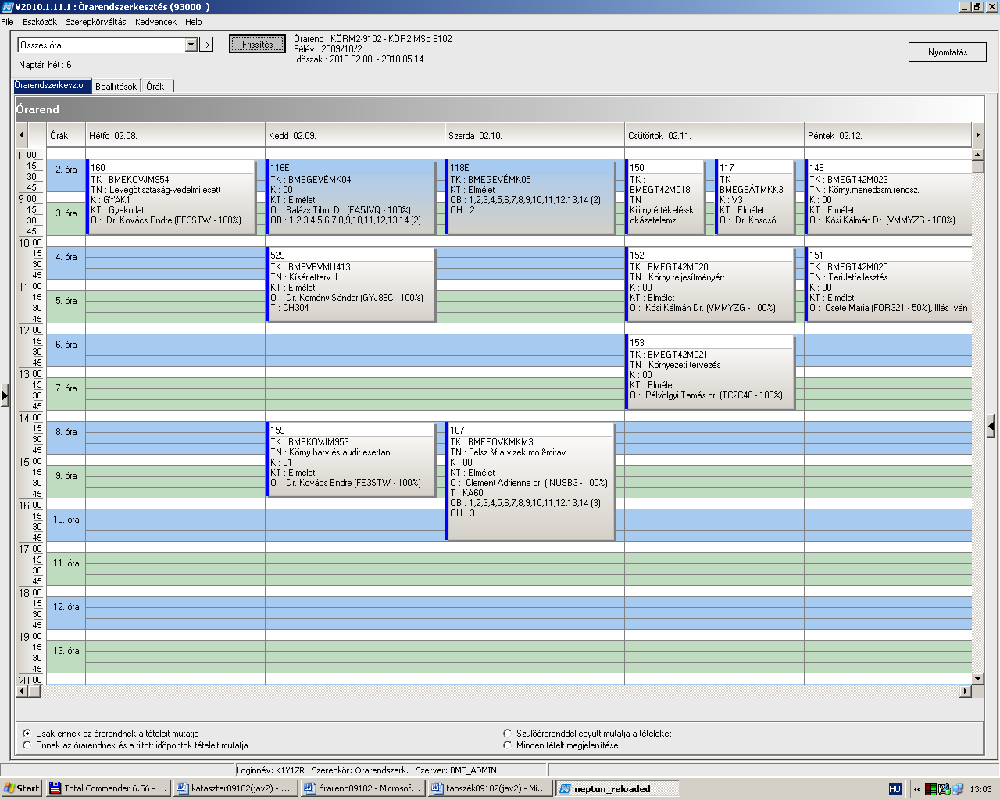 V2010.1.11.1 : Órarendszerkesztés (93000 )
File Eszközök Szerepkörváltás Kedvencek Help
Összes óra
->
Frissítés
Órarend : KÖRM2-9102 - KÖR2 MSc 9102
Félév : 2009/10/2
Időszak : 2010.02.08. - 2010.05.14.
Nyomtatás
Naptári hét : 6
Órarendszerkeszto Beállítások Órák
Órarend
Órák Hétfő 02.08. Kedd 02.09. Szerda 02.10. Csütörtök 02.11. Péntek 02.12.
8 00
15
30
45
9 00
15
30
45
10 00
15
30
45
11 00
15
30
45
12 00
15
30
45
13 00
15
30
45
14 00
15
30
45
15 00
15
30
45
16 00
15
30
45
17 00
15
30
45
18 00
15
30
45
19 00
15
30
45
20 00
2. óra
3. óra
4. óra
5. óra
6. óra
7. óra
8. óra
9. óra
10. óra
11. óra
12. óra
13. óra
160
TK : BMEKOVJM954
TN : Levegőtisztaság-védelmi esett
K : GYAK1
KT : Gyakorlat
O : Dr. Kovács Endre (FE3STW - 100%)
116E
TK : BMEGEVÉMK04
K : 00
KT : Elmélet
O : Balázs Tibor Dr. (EA5JVQ - 100%)
OB : 1,2,3,4,5,6,7,8,9,10,11,12,13,14 (2)
118E
TK : BMEGEVÉMK05
KT : Elmélet
OB : 1,2,3,4,5,6,7,8,9,10,11,12,13,14 (2)
OH : 2
150
TK :
BMEGT42M018
TN :
Körny.értékelés-ko
ckázatelemz.
117
TK :
BMEGEÁTMKK3
K : V3
KT : Elmélet
O : Dr. Koscsó
149
TK : BMEGT42M023
TN : Körny.menedzsm.rendsz.
K : 00
KT : Elmélet
O : Kósi Kálmán Dr. (VMMYZG - 100%)
529
TK : BMEVEVMU413
TN : Kísérletterv.II.
KT : Elmélet
O : Dr. Kemény Sándor (GYJ88C - 100%)
T : CH304
152
TK : BMEGT42M020
TN : Körny.teljesítményért.
K : 00
KT : Elmélet
O : Kósi Kálmán Dr. (VMMYZG - 100%)
151
TK : BMEGT42M025
TN : Területfejlesztés
K : 00
KT : Elmélet
O : Csete Mária (FOR321 - 50%), Illés Iván
153
TK : BMEGT42M021
TN : Környezeti tervezés
K : 00
KT : Elmélet
O : Pálvölgyi Tamás dr. (TC2C48 - 100%)
159
TK : BMEKOVJM953
TN : Körny.hatv.és audit esettan
K : 01
KT : Elmélet
O : Dr. Kovács Endre (FE3STW - 100%)
107
TK : BMEEOVKMKM3
TN : Felsz.&f.a vizek mo.&mitav.
K : 00
KT : Elmélet
O : Clement Adrienne dr. (INUSB3 - 100%)
T : KA60
OB : 1,2,3,4,5,6,7,8,9,10,11,12,13,14 (3)
OH : 3
Csak ennek az órarendnek a tételeit mutatja
Ennek az órarendnek és a tiltott időpontok tételeit mutatja
Szülőórarenddel együtt mutatja a tételeket
Minden tételt megjelenítése
Loginnév: K1Y1ZR Szerepkör: Órarendszerk. Szerver: BME_ADMIN
Start
Total Commander 6.56 - ...
kataszter09102(jav2) - ...
órarend09102 - Microsof...
tanszék09102(jav2) - Mi...
neptun_reloaded
HU
«
13:03